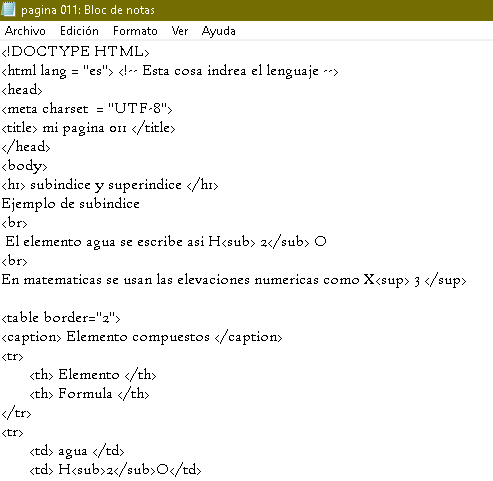 pagina 011: Bloc de notas
Archivo Edición Formato Ver Ayuda
<!DOCTYPE HTML>
<html lang = "es"> <!-- Esta cosa indrea el lenguaje -->
<head>
<meta charset = "UTF-8">
<title> mi pagina 011 </title>
</head>
<body>
<h1> subindice y superindice </h1>
Ejemplo de subindice
<br>
El elemento agua se escribe asi H<sub> 2</sub> O
<br>
En matematicas se usan las elevaciones numericas como X<sup> 3 </sup>
<table border="2">
<caption> Elemento compuestos </caption>
<tr>
<th> Elemento </th>
<th> Formula </th>
</tr>
<tr>
<td> agua </td>
<td> H<sub>2</sub>O</td>